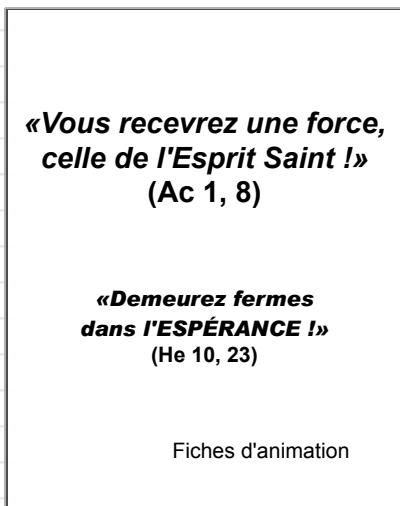 «Vous recevrez une force,
celle de l'Esprit Saint !»
(Ac 1, 8)
«Demeurez fermes
dans l'ESPÉRANCE !»
(He 10, 23)
Fiches d'animation